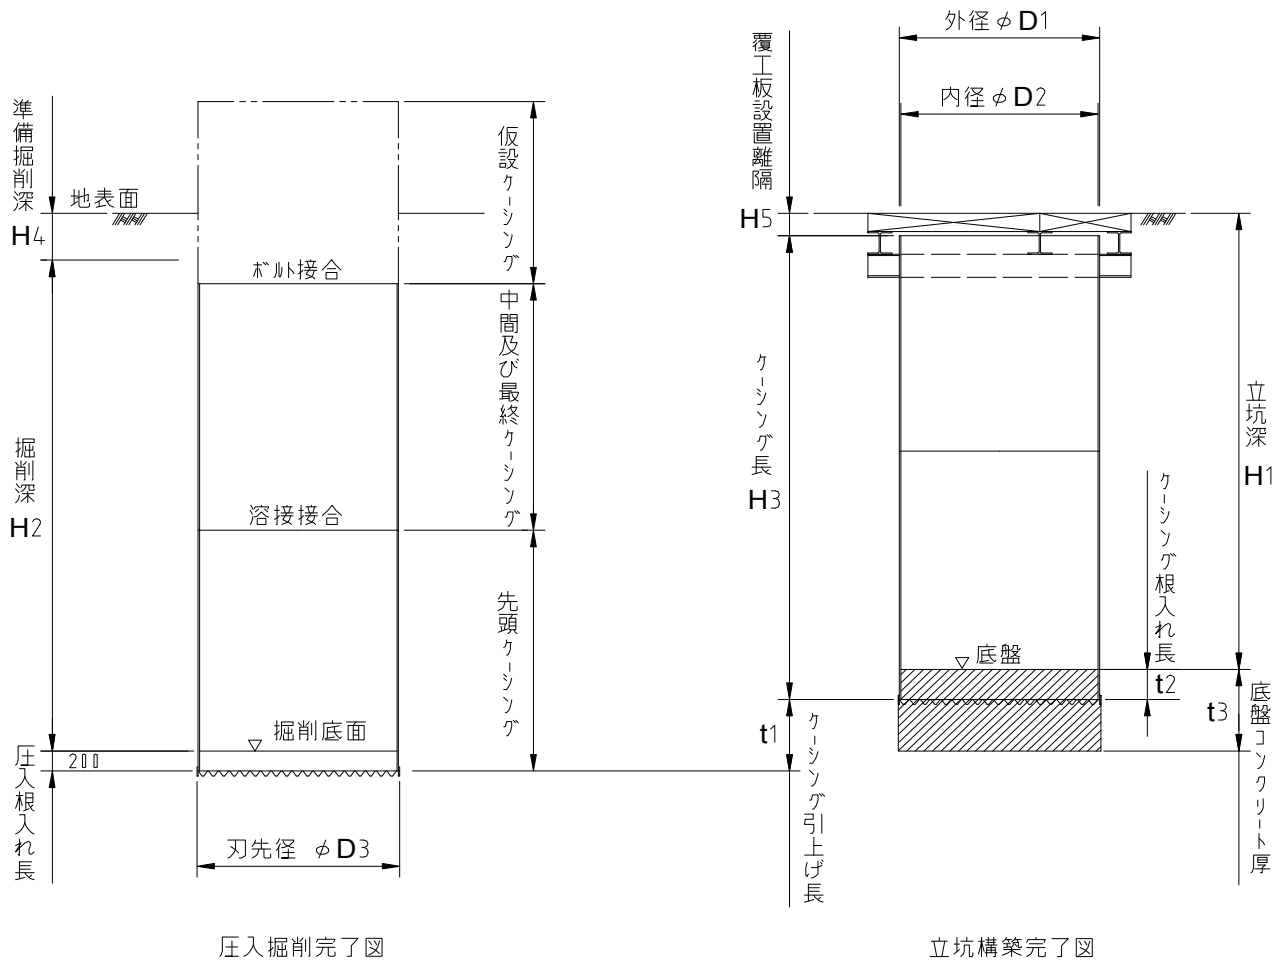 準備掘削深
H4
地表面
掘削深
H2
圧入根入れ長
200
ボルト接合
溶接接合
掘削底面
刃先径 φD3
仮設ケーシング
中間及び最終ケーシング
先頭ケーシング
圧入掘削完了図
外径φD1
内径φD2
覆工板設置離隔
H5
ケーシング長
H3
t1
ケーシング引上げ長
底盤
立坑深
H1
ケーシング根入れ長
t2
t3
底盤コンクリート厚
立坑構築完了図